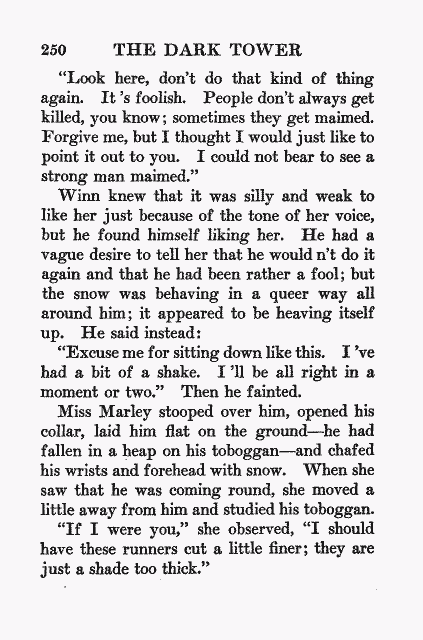 250 THE DARK TOWER
“Look here, don’t do that kind of thing
again. It ’s foolish. People don’t always get
killed, you know; sometimes they get maimed.
Forgive me, but I thought I would just like to
point it out to you. I could not bear to see a
strong man maimed.”
Winn knew that it was silly and weak to
like her just because of the tone of her voice,
but he found himself liking her. He had a
vague desire to tell her that he would n’t do it
again and that he had been rather a fool; but
the snow was behaving in a queer way all
around him; it appeared to be heaving itself
up. He said instead:
“Excuse me for sitting down like this. I ’ve
had a bit of a shake. I ’ll be all right in a
moment or two.” Then he fainted.
Miss Marley stooped over him, opened his
collar, laid him flat on the ground—he had
fallen in a heap on his toboggan—and chafed
his wrists and forehead with snow. When she
saw that he was coming round, she moved a
little away from him and studied his toboggan.
“If I were you,” she observed, “I should
have these runners cut a little finer; they are
just a shade too thick.”